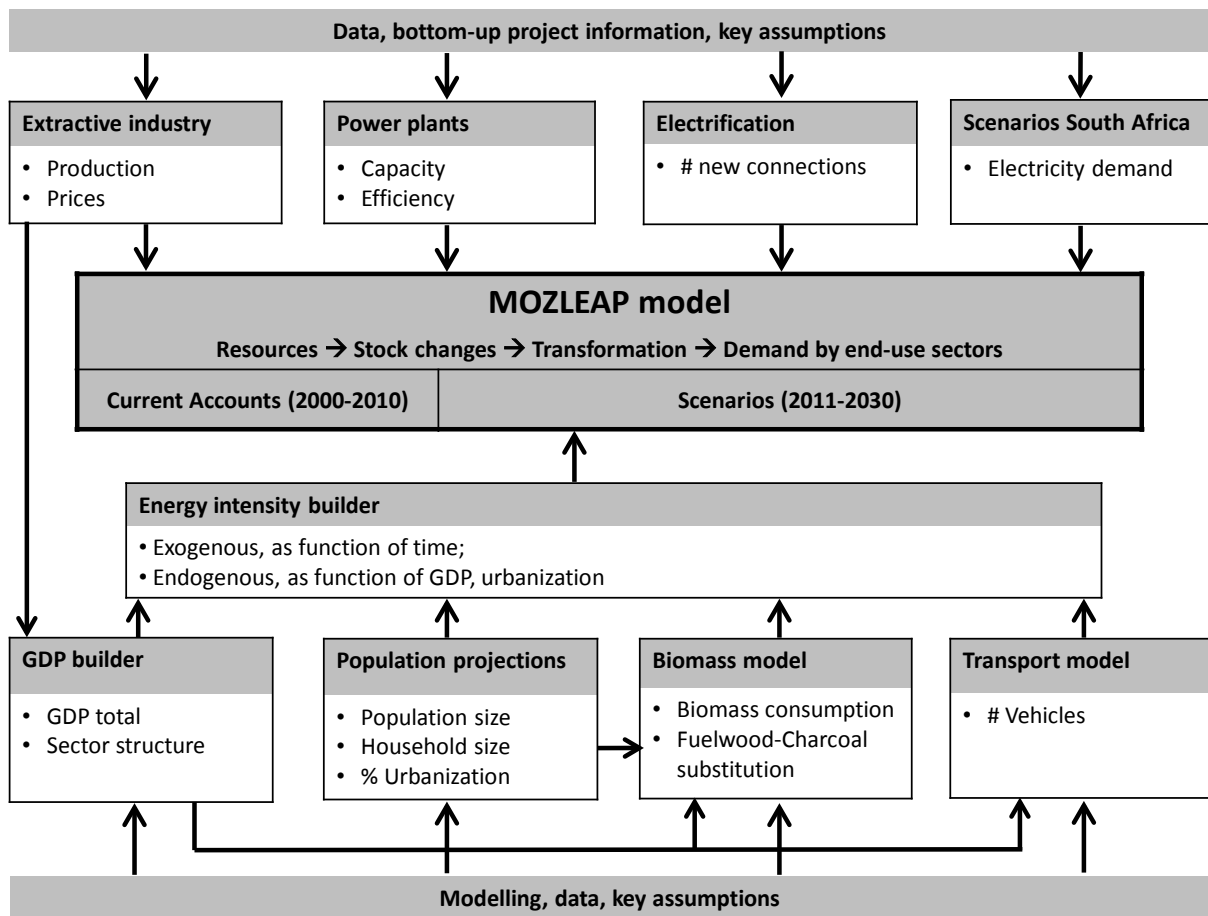 Data, bottom-up project information, key assumptions
Extractive industry
• Production
• Prices
Power plants
• Capacity
• Efficiency
Electrification
• # new connections
Scenarios South Africa
• Electricity demand
MOZLEAP model
Resources → Stock changes → Transformation → Demand by end-use sectors
Current Accounts (2000-2010)
Scenarios (2011-2030)
Energy intensity builder
• Exogenous, as function of time;
• Endogenous, as function of GDP, urbanization
GDP builder
• GDP total
• Sector structure
Population projections
• Population size
• Household size
• % Urbanization
Biomass model
• Biomass consumption
• Fuelwood-Charcoal
substitution
Transport model
• # Vehicles
Modelling, data, key assumptions